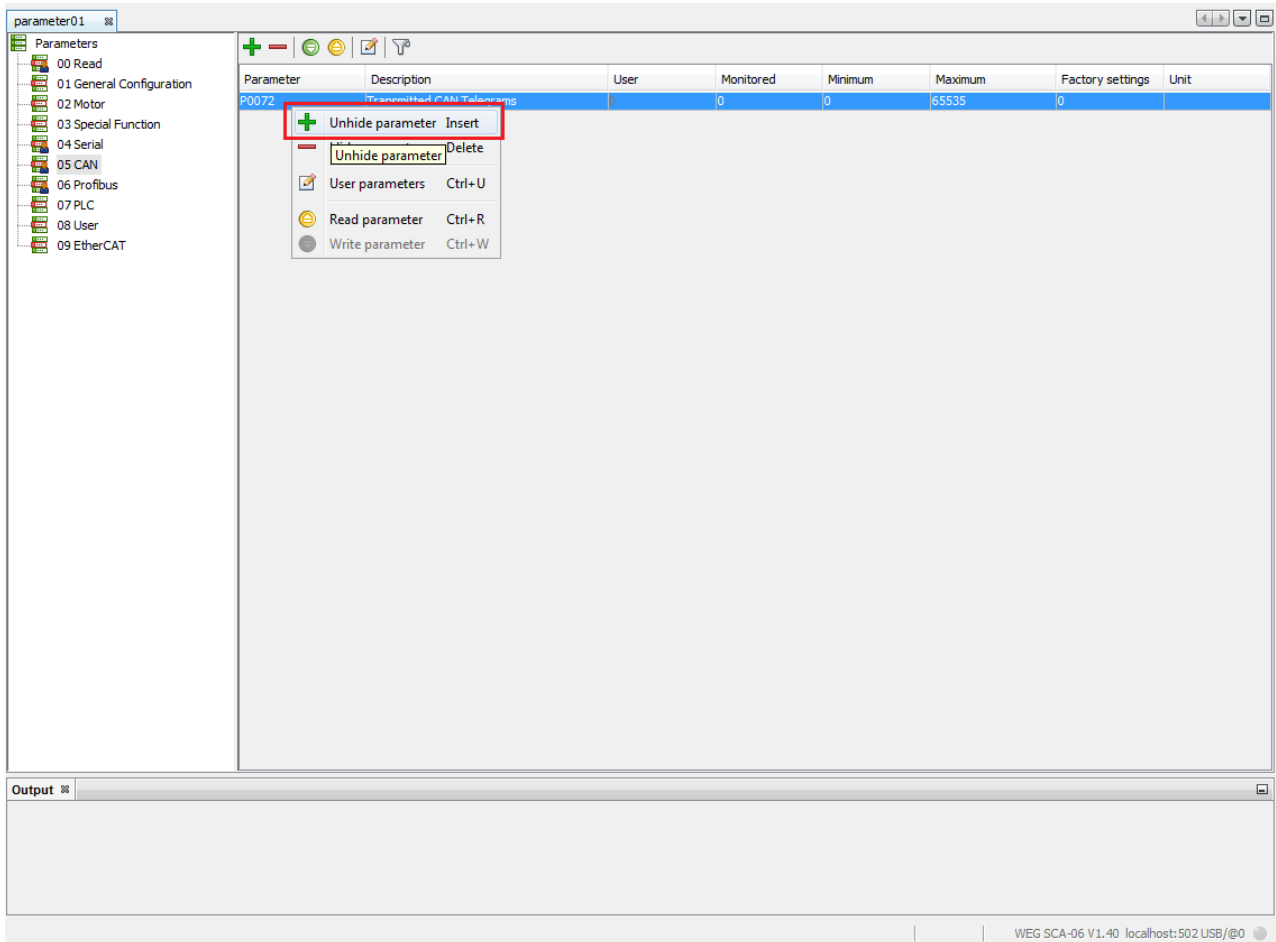 parameter01
Parameters
00 Read
01 General Configuration
02 Motor
03 Special Function
04 Serial
05 CAN
06 Profibus
07 PLC
08 User
09 EtherCAT
Parameter Description User Monitored Minimum Maximum Factory settings Unit
P0072 Transmitted CAN Telegrams 0 0 0 65535 0
Unhide parameter Insert
Delete
Unhide parameter
User parameters Ctrl+U
Read parameter Ctrl+R
Write parameter Ctrl+W
Output
WEG SCA-06 V1.40 localhost:502 USB/@0